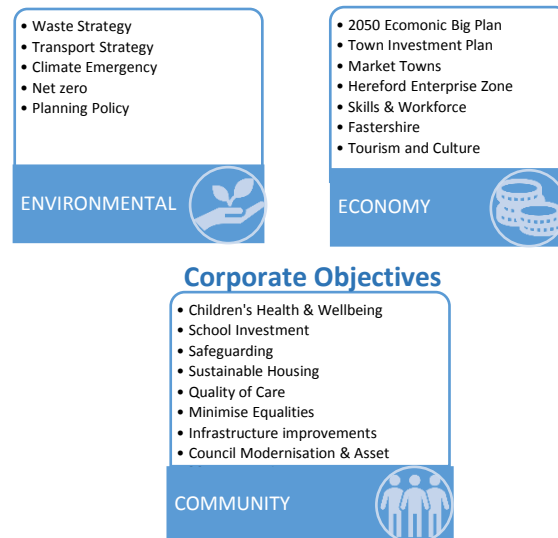 • Waste Strategy
• Transport Strategy
• Climate Emergency
• Net zero
• Planning Policy
ENVIRONMENTAL
• 2050 Ecomonic Big Plan
• Town Investment Plan
• Market Towns
• Hereford Enterprise Zone
• Skills & Workforce
• Fastershire
• Tourism and Culture
ECONOMY
Corporate Objectives
• Children's Health & Wellbeing
• School Investment
• Safeguarding
• Sustainable Housing
• Quality of Care
• Minimise Equalities
• Infrastructure improvements
• Council Modernisation & Asset
COMMUNITY